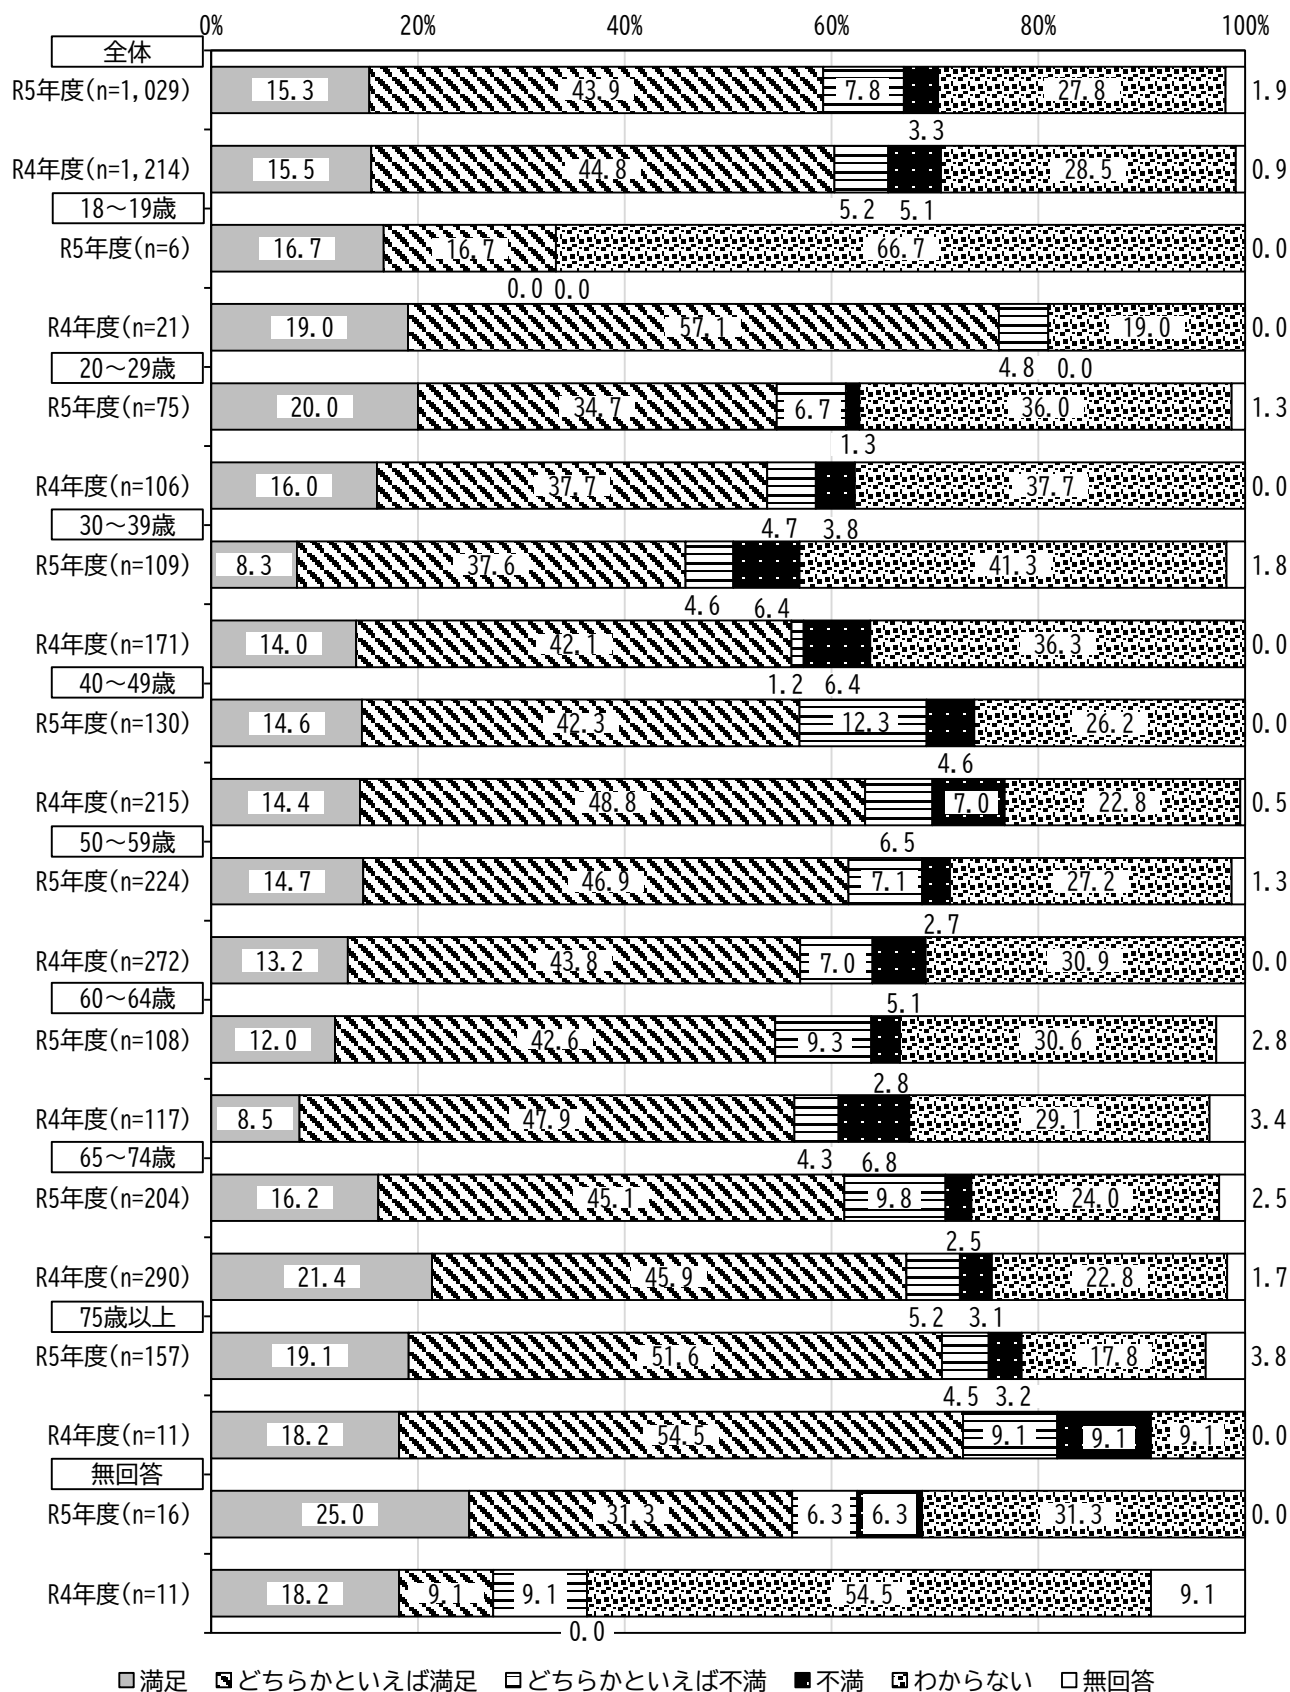 0% 20% 40% 60% 80% 100%
全体
R5年度(n=1,029) 15.3 43.9 7.8 27.8 1.9
3.3
R4年度(n=1,214) 15.5 44.8 28.5 0.9
18～19歳 5.2 5.1
R5年度(n=6) 16.7 16.7 66.7 0.0
0.0 0.0
R4年度(n=21) 19.0 57.1 19.0 0.0
20～29歳 4.8 0.0
R5年度(n=75) 20.0 34.7 6.7 36.0 1.3
1.3
R4年度(n=106) 16.0 37.7 37.7 0.0
30～39歳 4.7 3.8
R5年度(n=109) 8.3 37.6 41.3 1.8
4.6 6.4
R4年度(n=171) 14.0 42.1 36.3 0.0
40～49歳 1.2 6.4
R5年度(n=130) 14.6 42.3 12.3 26.2 0.0
4.6
R4年度(n=215) 14.4 48.8 7.0 22.8 0.5
50～59歳 6.5
R5年度(n=224) 14.7 46.9 7.1 27.2 1.3
2.7
R4年度(n=272) 13.2 43.8 7.0 30.9 0.0
60～64歳 5.1
R5年度(n=108) 12.0 42.6 9.3 30.6 2.8
2.8
R4年度(n=117) 8.5 47.9 29.1 3.4
65～74歳 4.3 6.8
R5年度(n=204) 16.2 45.1 9.8 24.0 2.5
2.5
R4年度(n=290) 21.4 45.9 22.8 1.7
75歳以上 5.2 3.1
R5年度(n=157) 19.1 51.6 17.8 3.8
4.5 3.2
R4年度(n=11) 18.2 54.5 9.1 9.1 9.1 0.0
無回答
R5年度(n=16) 25.0 31.3 6.3 6.3 31.3 0.0
R4年度(n=11) 18.2 9.1 9.1 54.5 9.1
0.0
満足 どちらかといえば満足 どちらかといえば不満 不満 わからない 無回答